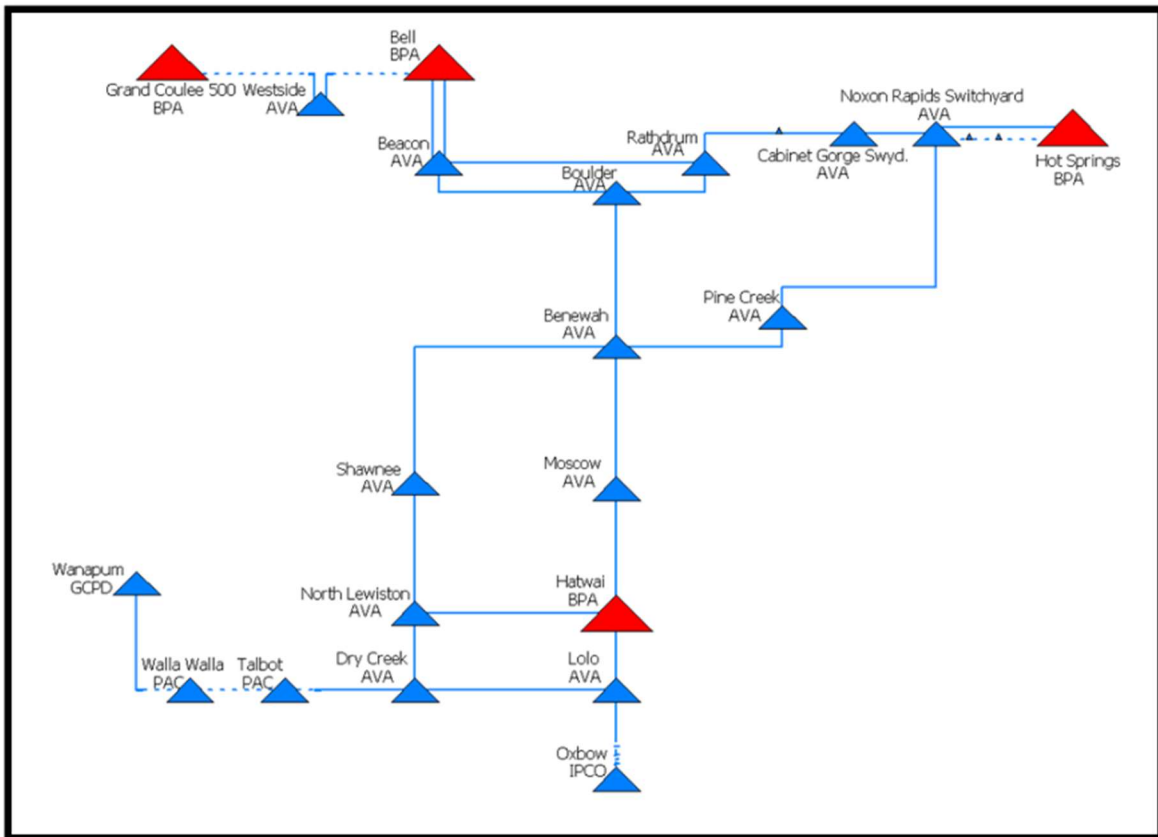 Bell
BPA
Grand Coulee 500
BPA
Westside
AVA
Noxon Rapids Switchyard
AVA
Beacon
AVA
Rathdrum
AVA
Cabinet Gorge Swyd.
AVA
Hot Springs
BPA
Boulder
AVA
Pine Creek
AVA
Benewah
AVA
Shawnee
AVA
Moscow
AVA
Wanapum
GCPD
North Lewiston
AVA
Hatwai
BPA
Walla Walla
PAC
Talbot
PAC
Dry Creek
AVA
Lolo
AVA
Oxbow
IPCO